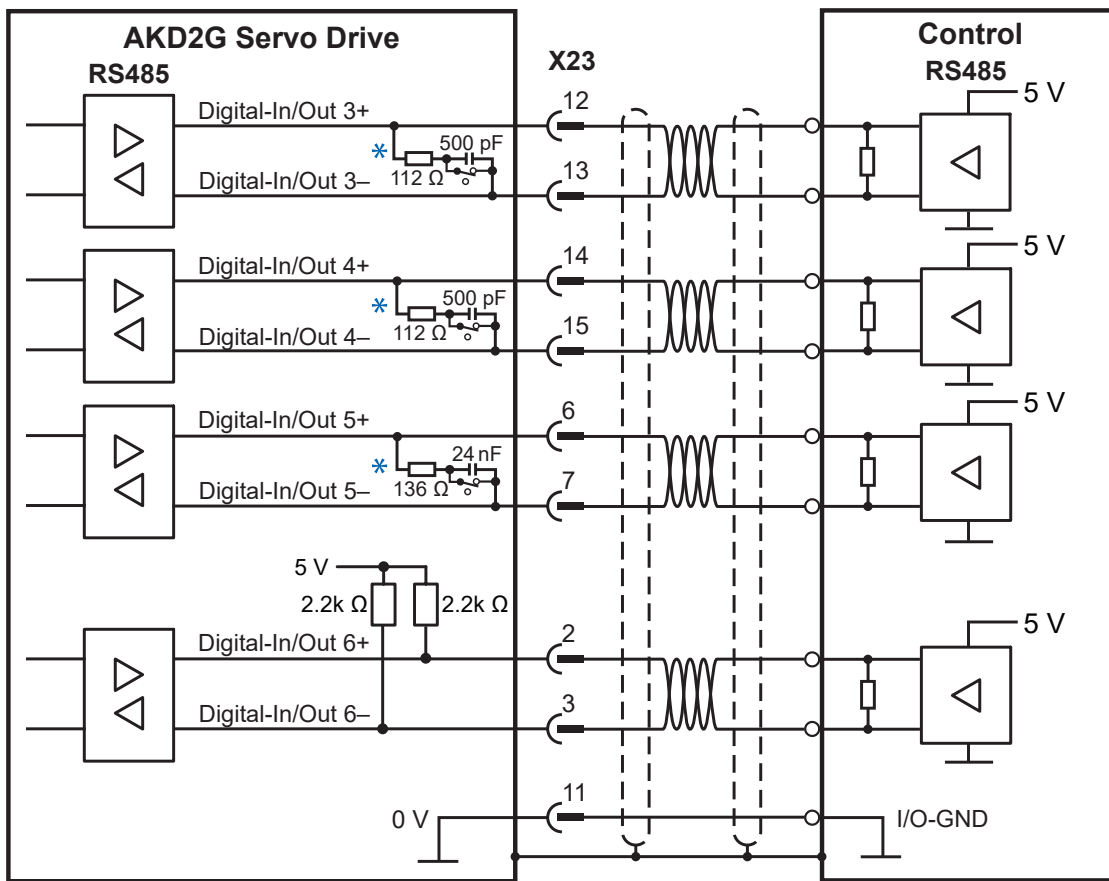 AKD2G Servo Drive
RS485
X23
Control
RS485
Digital-In/Out 3+
12
5 V
*
500 pF
112 Ω
Digital-In/Out 3–
13
Digital-In/Out 4+
14
5 V
*
500 pF
112 Ω
Digital-In/Out 4–
15
Digital-In/Out 5+
6
5 V
*
24 nF
136 Ω
Digital-In/Out 5–
7
5 V
2.2k Ω
2.2k Ω
Digital-In/Out 6+
2
5 V
Digital-In/Out 6–
3
11
0 V
I/O-GND